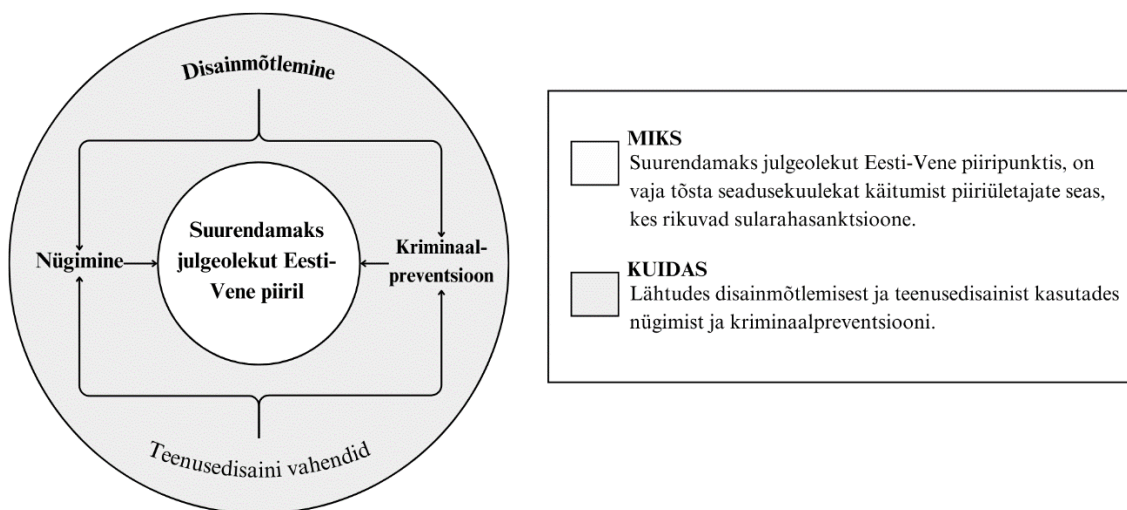 Disainmõtlemine
Nügimine
Suurendamaks
julgeolekut Eesti-
Vene piiril
Kriminaal-
preventsioon
Teenusedisaini vahendid
MIKS
Suurendamaks julgeolekut Eesti-Vene piiripunktis, on
vaja tõsta seadusekuulekat käitumist piiriületajate seas,
kes rikuvad sularahasanktsioone.
KUIDAS
Lähtudes disainmõtlemisest ja teenusedisainist kasutades
nügimist ja kriminaalpreventsiooni.